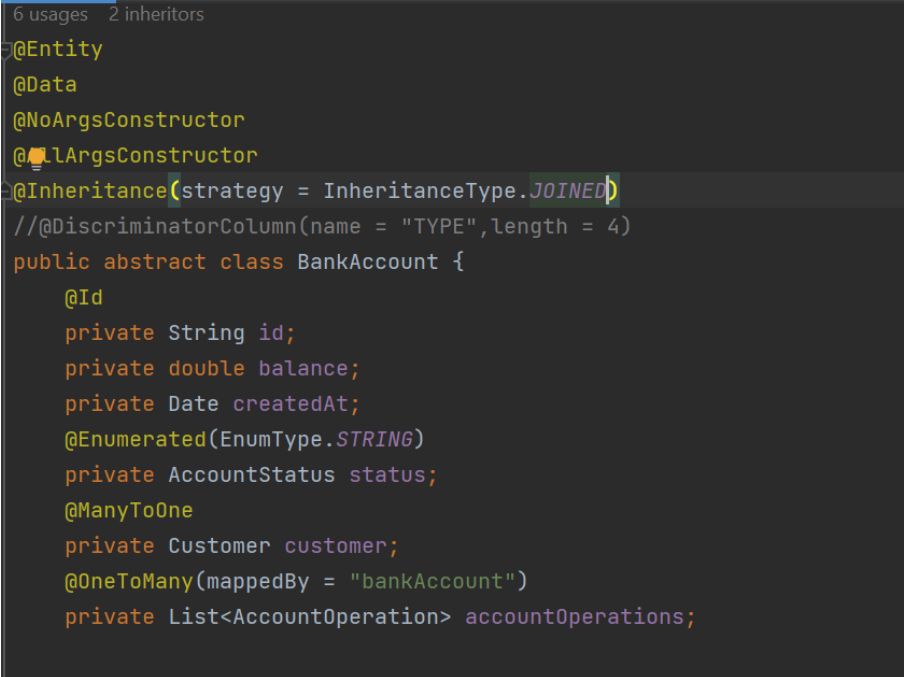 6 usages 2 inheritors
@Entity
@Data
@NoArgsConstructor
@AllArgsConstructor
@Inheritance(strategy = InheritanceType.JOINED)
//@DiscriminatorColumn(name = "TYPE",length = 4)
public abstract class BankAccount {
@Id
private String id;
private double balance;
private Date createdAt;
@Enumerated(EnumType.STRING)
private AccountStatus status;
@ManyToOne
private Customer customer;
@OneToMany(mappedBy = "bankAccount")
private List<AccountOperation> accountOperations;